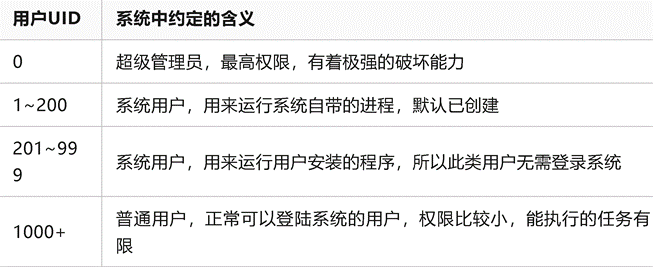 用户UID 系统中约定的含义
0 超级管理员，最高权限，有着极强的破坏能力
1~200 系统用户，用来运行系统自带的进程，默认已创建
201~99
9
系统用户，用来运行用户安装的程序，所以此类用户无需登录系统
1000+
普通用户，正常可以登陆系统的用户，权限比较小，能执行的任务有
限